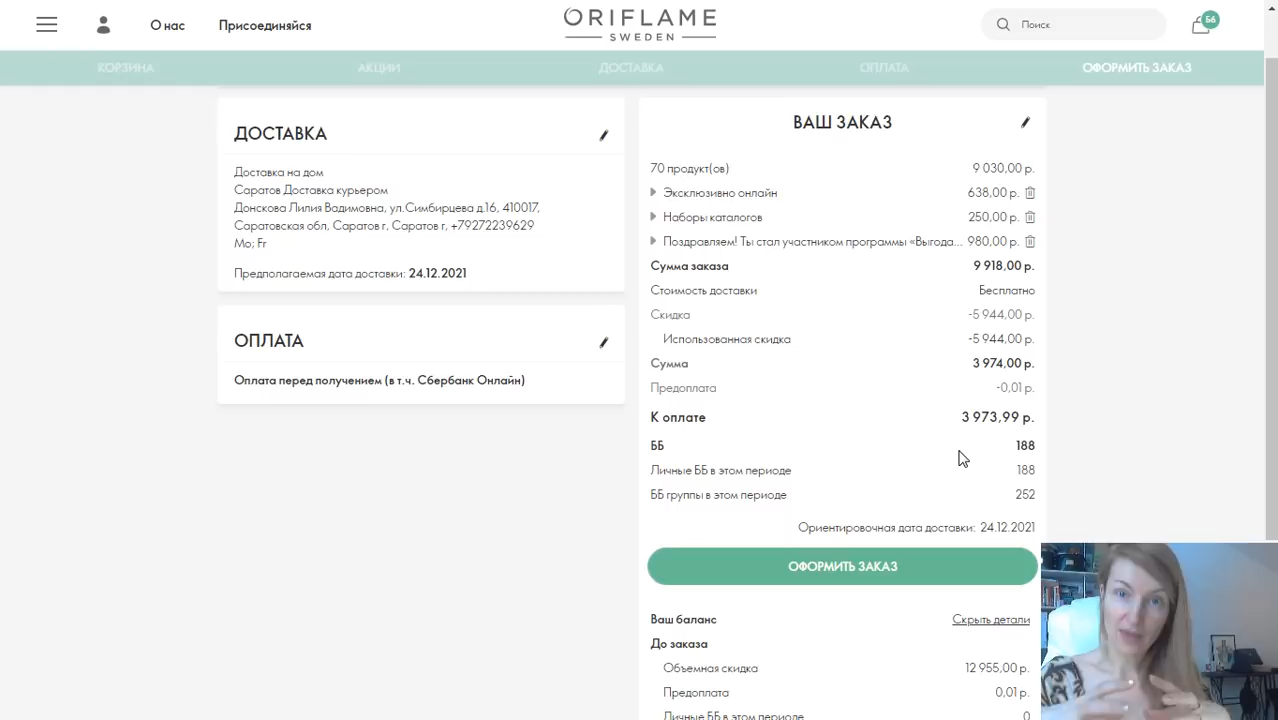 О нас
Присоединяйся
ORIFLAME
SWEDEN
Поиск
56
КОРЗИНА
АКЦИИ
ДОСТАВКА
ОПЛАТА
ОФОРМИТЬ ЗАКАЗ
ДОСТАВКА
Доставка на дом
Саратов Доставка курьером
Донскова Лилия Вадимовна, ул.Симбирцева д.16, 410017,
Саратовская обл, Саратов г, Саратов г, +79272239629
Mo; Fr
Предполагаемая дата доставки: 24.12.2021
ОПЛАТА
Оплата перед получением (в т.ч. Сбербанк Онлайн)
ВАШ ЗАКАЗ
70 продукт(ов) 9 030,00 р.
Эксклюзивно онлайн 638,00 р.
Наборы каталогов 250,00 р.
Поздравляем! Ты стал участником программы «Выгода... 980,00 р.
Сумма заказа 9 918,00 р.
Стоимость доставки Бесплатно
Скидка -5 944,00 р.
Использованная скидка -5 944,00 р.
Сумма 3 974,00 р.
Предоплата -0,01 р.
К оплате 3 973,99 р.
ББ 188
Личные ББ в этом периоде 188
ББ группы в этом периоде 252
Ориентировочная дата доставки: 24.12.2021
ОФОРМИТЬ ЗАКАЗ
Ваш баланс Скрыть детали
До заказа
Объемная скидка 12 955,00 р.
Предоплата 0,01 р.
Личные ББ в этом периоде 0